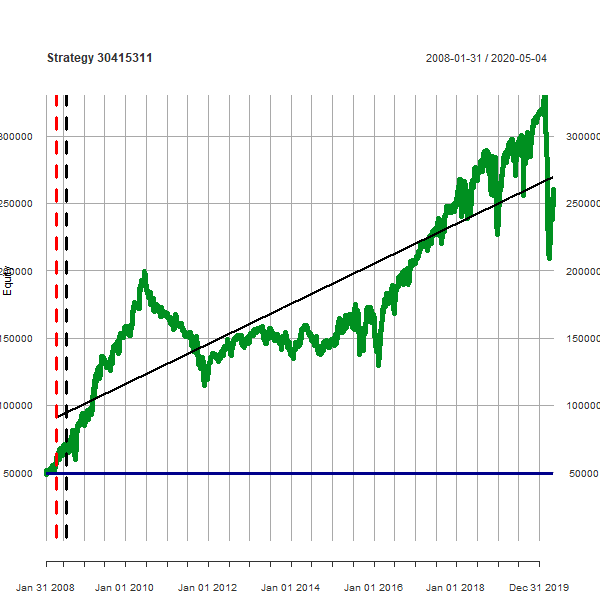 Strategy 30415311 2008-01-31 / 2020-05-04
300000 300000
250000 250000
200000 200000
Equity
150000 150000
100000 100000
50000 50000
Jan 31 2008 Jan 01 2010 Jan 01 2012 Jan 01 2014 Jan 01 2016 Jan 01 2018 Dec 31 2019